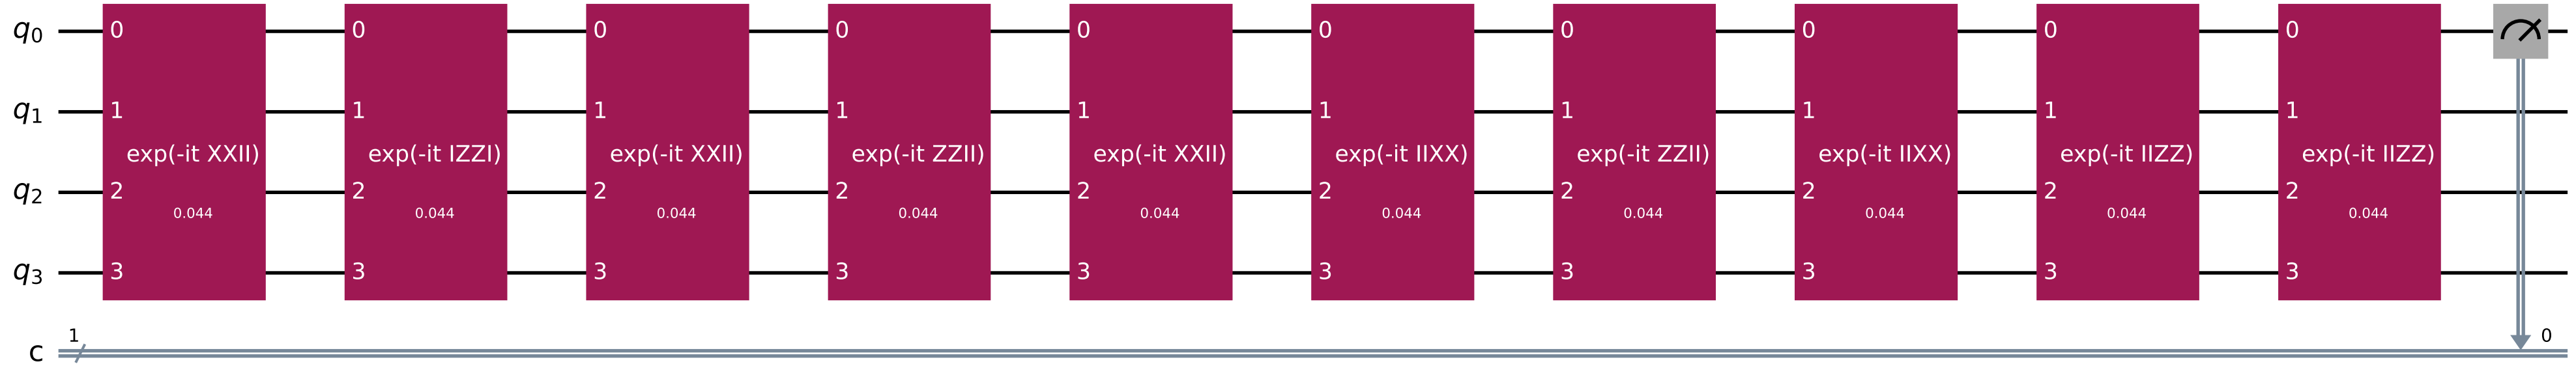 q0 0 0 0 0 0 0 0 0 0 0
q1 1 1 1 1 1 1 1 1 1 1
exp(-it XXII) exp(-it IZZI) exp(-it XXII) exp(-it ZZII) exp(-it XXII) exp(-it IIXX) exp(-it ZZII) exp(-it IIXX) exp(-it IIZZ) exp(-it IIZZ)
q2 2 2 2 2 2 2 2 2 2 2
0.044 0.044 0.044 0.044 0.044 0.044 0.044 0.044 0.044 0.044
q3 3 3 3 3 3 3 3 3 3 3
1 0
c